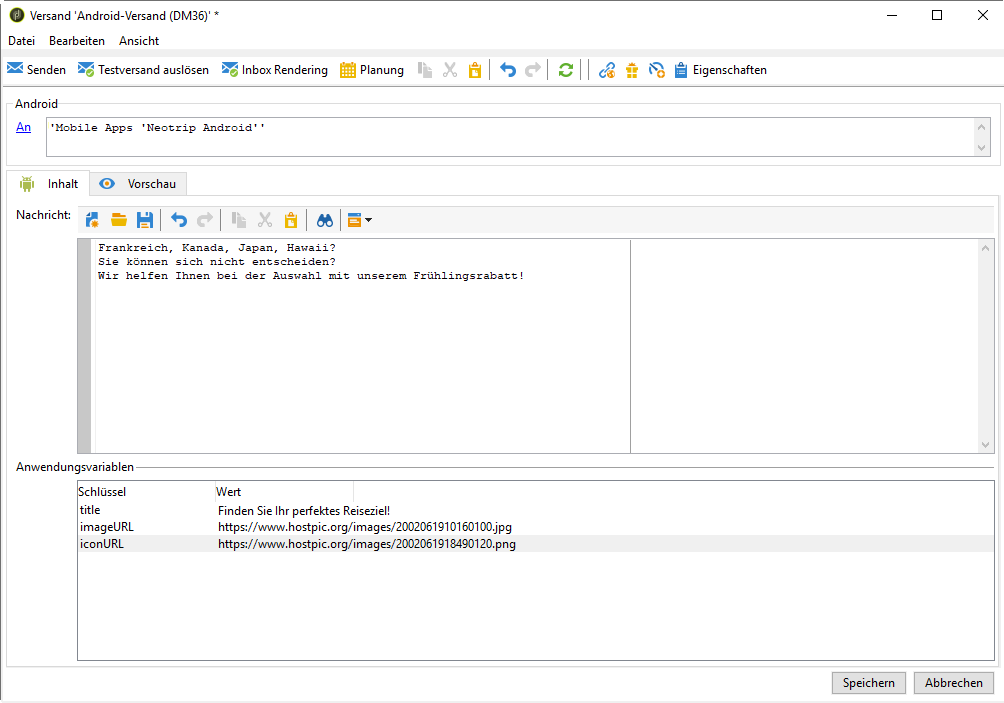 Versand 'Android-Versand (DM36)' *
Datei Bearbeiten Ansicht
Senden Testversand auslösen Inbox Rendering Planung Eigenschaften
Android
An 'Mobile Apps 'Neotrip Android''
Inhalt Vorschau
Nachricht:
Frankreich, Kanada, Japan, Hawaii?
Sie können sich nicht entscheiden?
Wir helfen Ihnen bei der Auswahl mit unserem Frühlingsrabatt!
Anwendungsvariablen
Schlüssel Wert
title Finden Sie Ihr perfektes Reiseziel!
imageURL https://www.hostpic.org/images/2002061910160100.jpg
iconURL https://www.hostpic.org/images/2002061918490120.png
Speichern Abbrechen